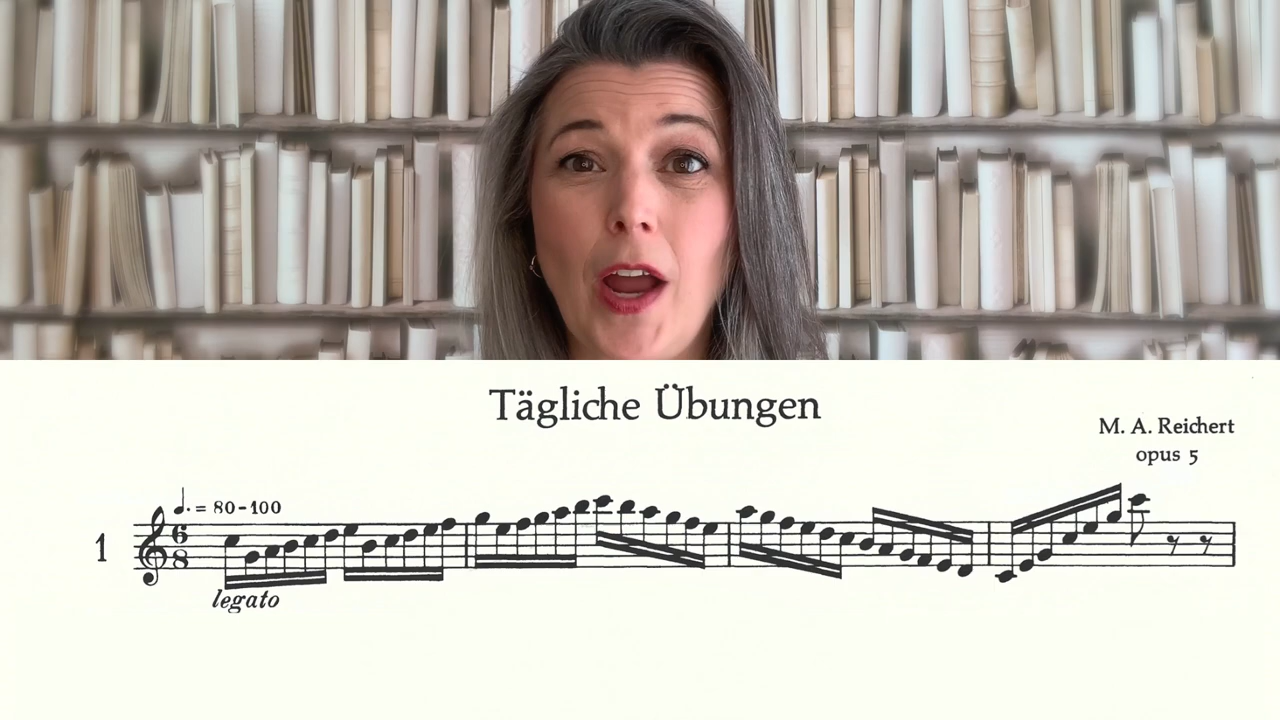 Tägliche Übungen
M. A. Reichert
opus 5
♩. = 80-100
1
6
8
legato